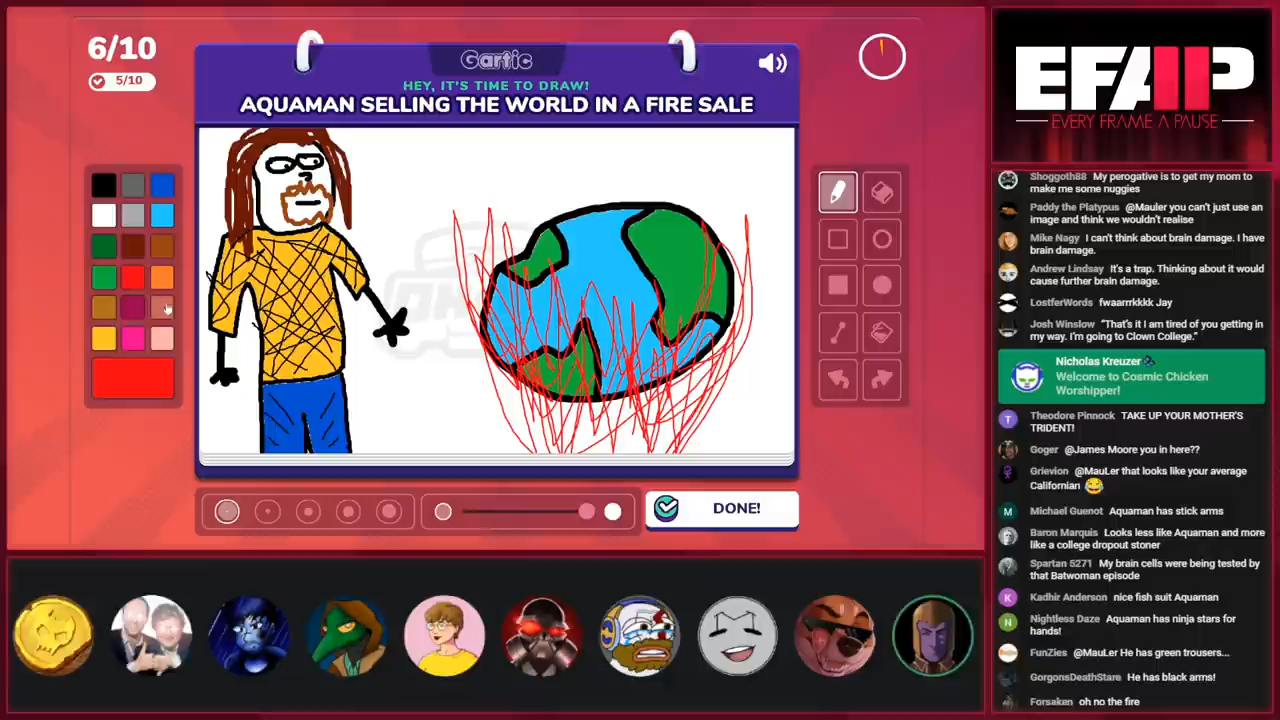 6/10
5/10
Gartic
HEY, IT'S TIME TO DRAW!
AQUAMAN SELLING THE WORLD IN A FIRE SALE
DONE!
EFAP
EVERY FRAME A PAUSE
Shoggoth88 My perogative is to get my mom to
make me some nuggies
Paddy the Platypus @Mauler you can't just use an
image and think we wouldn't realise
Mike Nagy I can't think about brain damage. I have
brain damage.
Andrew Lindsay It's a trap. Thinking about it would
cause further brain damage.
LostferWords fwaarrrkkkk Jay
Josh Winslow "That's it I am tired of you getting in
my way. I'm going to Clown College."
Nicholas Kreuzer
Welcome to Cosmic Chicken
Worshipper!
Theodore Pinnock TAKE UP YOUR MOTHER'S
TRIDENT!
Goger @James Moore you in here??
Grievion @MauLer that looks like your average
Californian
Michael Guenot Aquaman has stick arms
Baron Marquis Looks less like Aquaman and more
like a college dropout stoner
Spartan 5271 My brain cells were being tested by
that Batwoman episode
Kadhir Anderson nice fish suit Aquaman
Nightless Daze Aquaman has ninja stars for
hands!
FunZies @MauLer He has green trousers...
GorgonsDeathStare He has black arms!
Forsaken oh no the fire